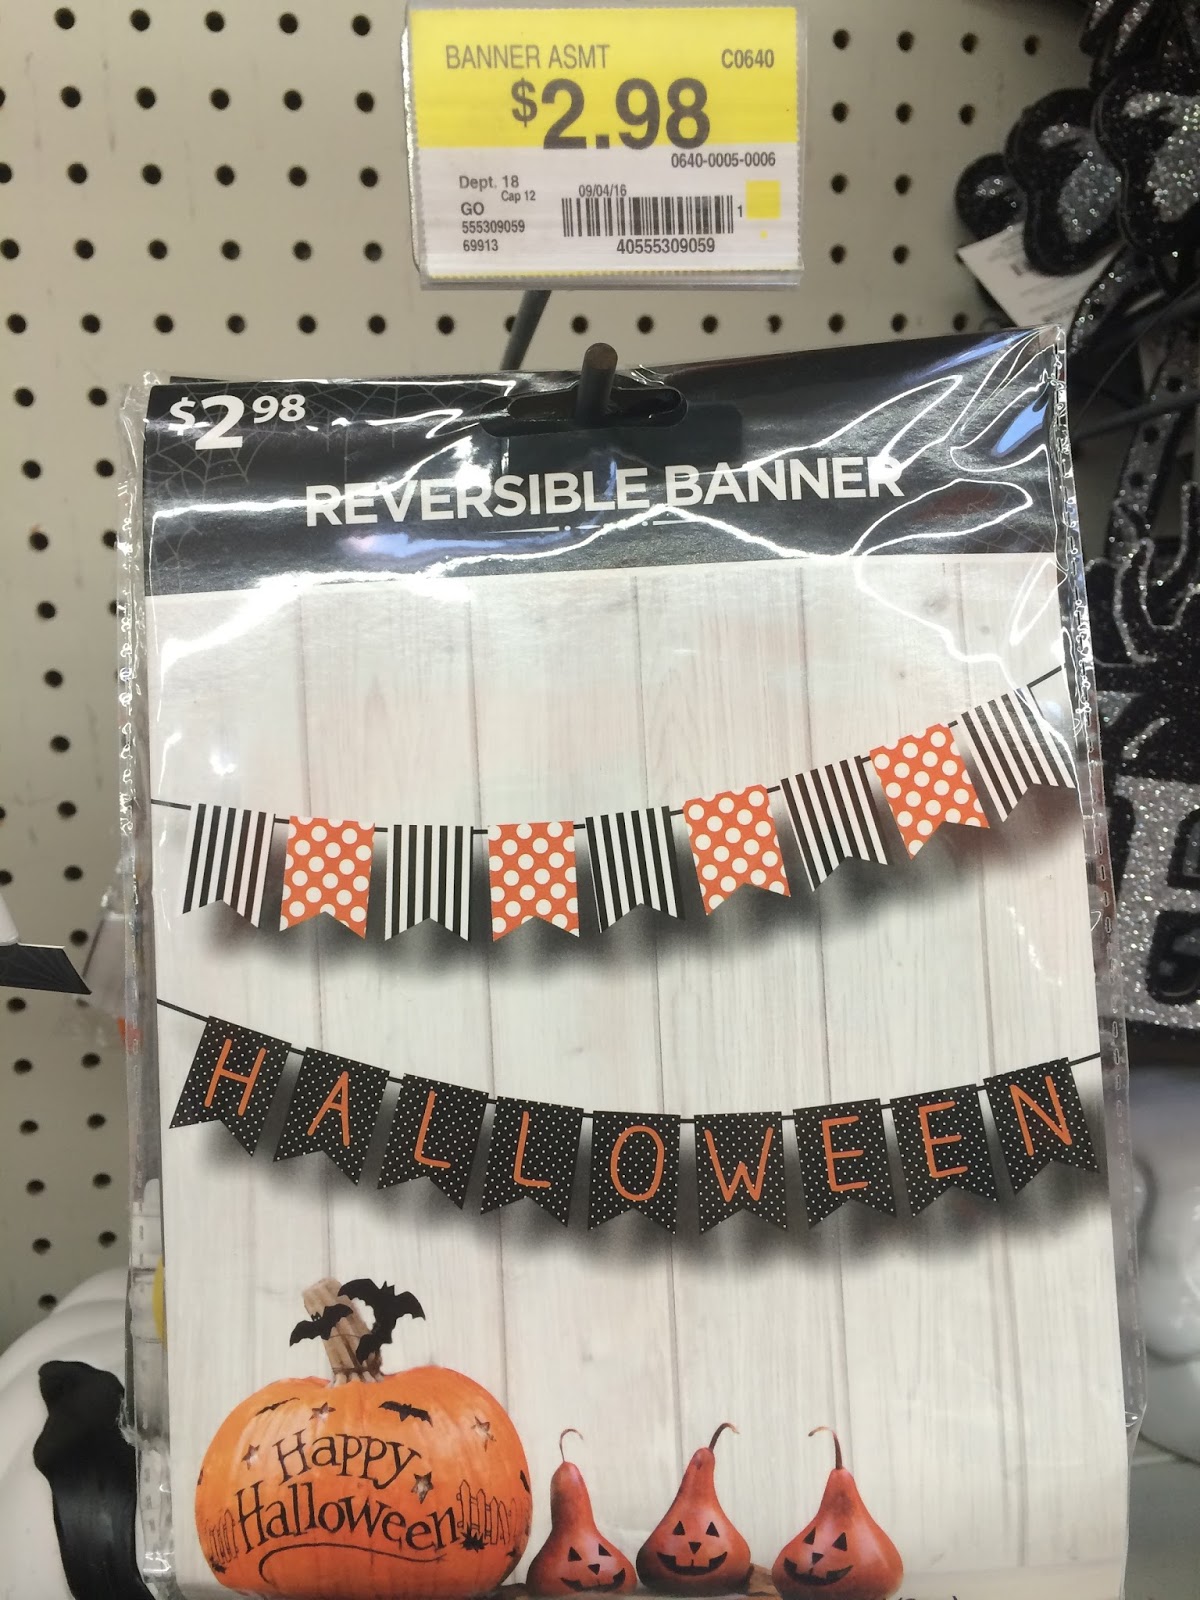 BANNER ASMT C0640
$2.98
0640-0005-0006
Dept. 18
Cap 12
09/04/16
GO
1
555309059
69913
40555309059
$2 98
REVERSIBLE BANNER
HALLOWEEN
Happy
Halloween